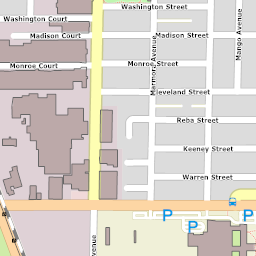 Washington Street
Washington Court
Madison Court
Madison Street
Mango Avenue
Monroe Court
Monroe Street
Cleveland Street
Reba Street
Keeney Street
Warren Street
P
P
P
Avenue